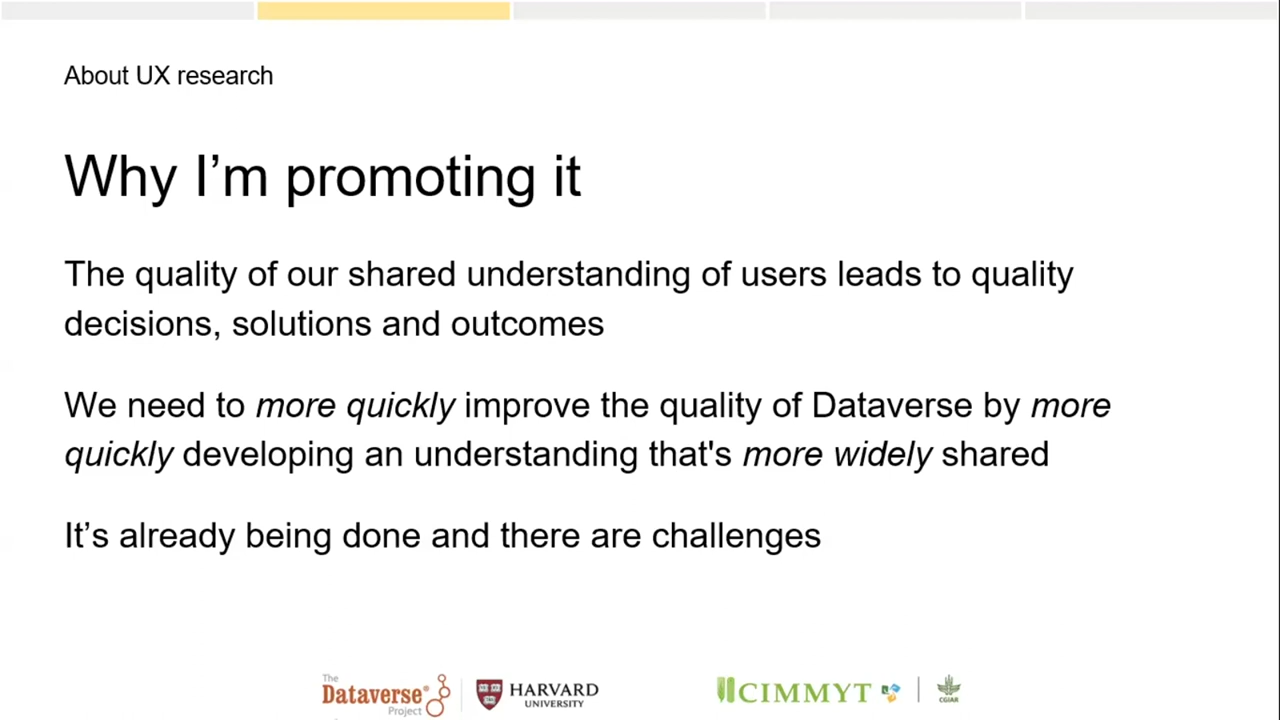 About UX research
Why I’m promoting it
The quality of our shared understanding of users leads to quality
decisions, solutions and outcomes
We need to more quickly improve the quality of Dataverse by more
quickly developing an understanding that's more widely shared
It’s already being done and there are challenges
The
Dataverse®
Project
HARVARD
UNIVERSITY
CIMMYT
CGIAR